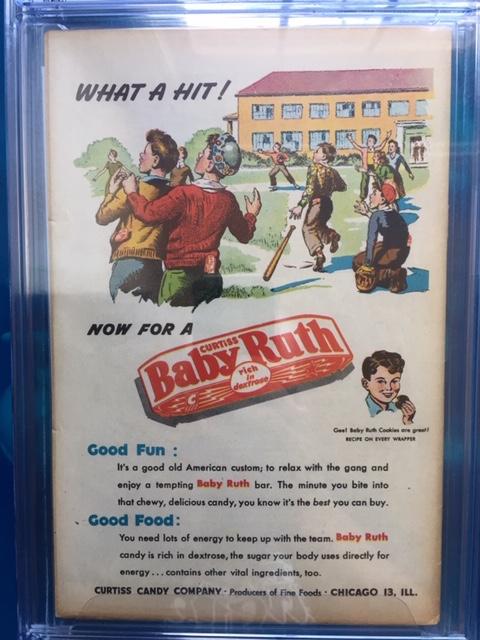 WHAT A HIT!
NOW FOR A
CURTISS
Baby Ruth
rich
in
dextrose
C
Gee! Baby Ruth Cookies are great!
RECIPE ON EVERY WRAPPER
Good Fun :
It's a good old American custom; to relax with the gang and
enjoy a tempting Baby Ruth bar. The minute you bite into
that chewy, delicious candy, you know it's the best you can buy.
Good Food:
You need lots of energy to keep up with the team. Baby Ruth
candy is rich in dextrose, the sugar your body uses directly for
energy . . . contains other vital ingredients, too.
CURTISS CANDY COMPANY · Producers of Fine Foods · CHICAGO 13, ILL.